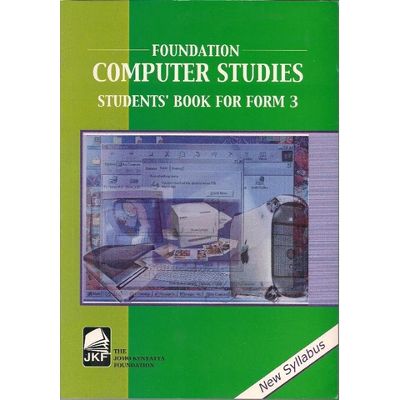 FOUNDATION
COMPUTER STUDIES
STUDENTS' BOOK FOR FORM 3
New Syllabus
JKF
THE
JOMO KENYATTA
FOUNDATION